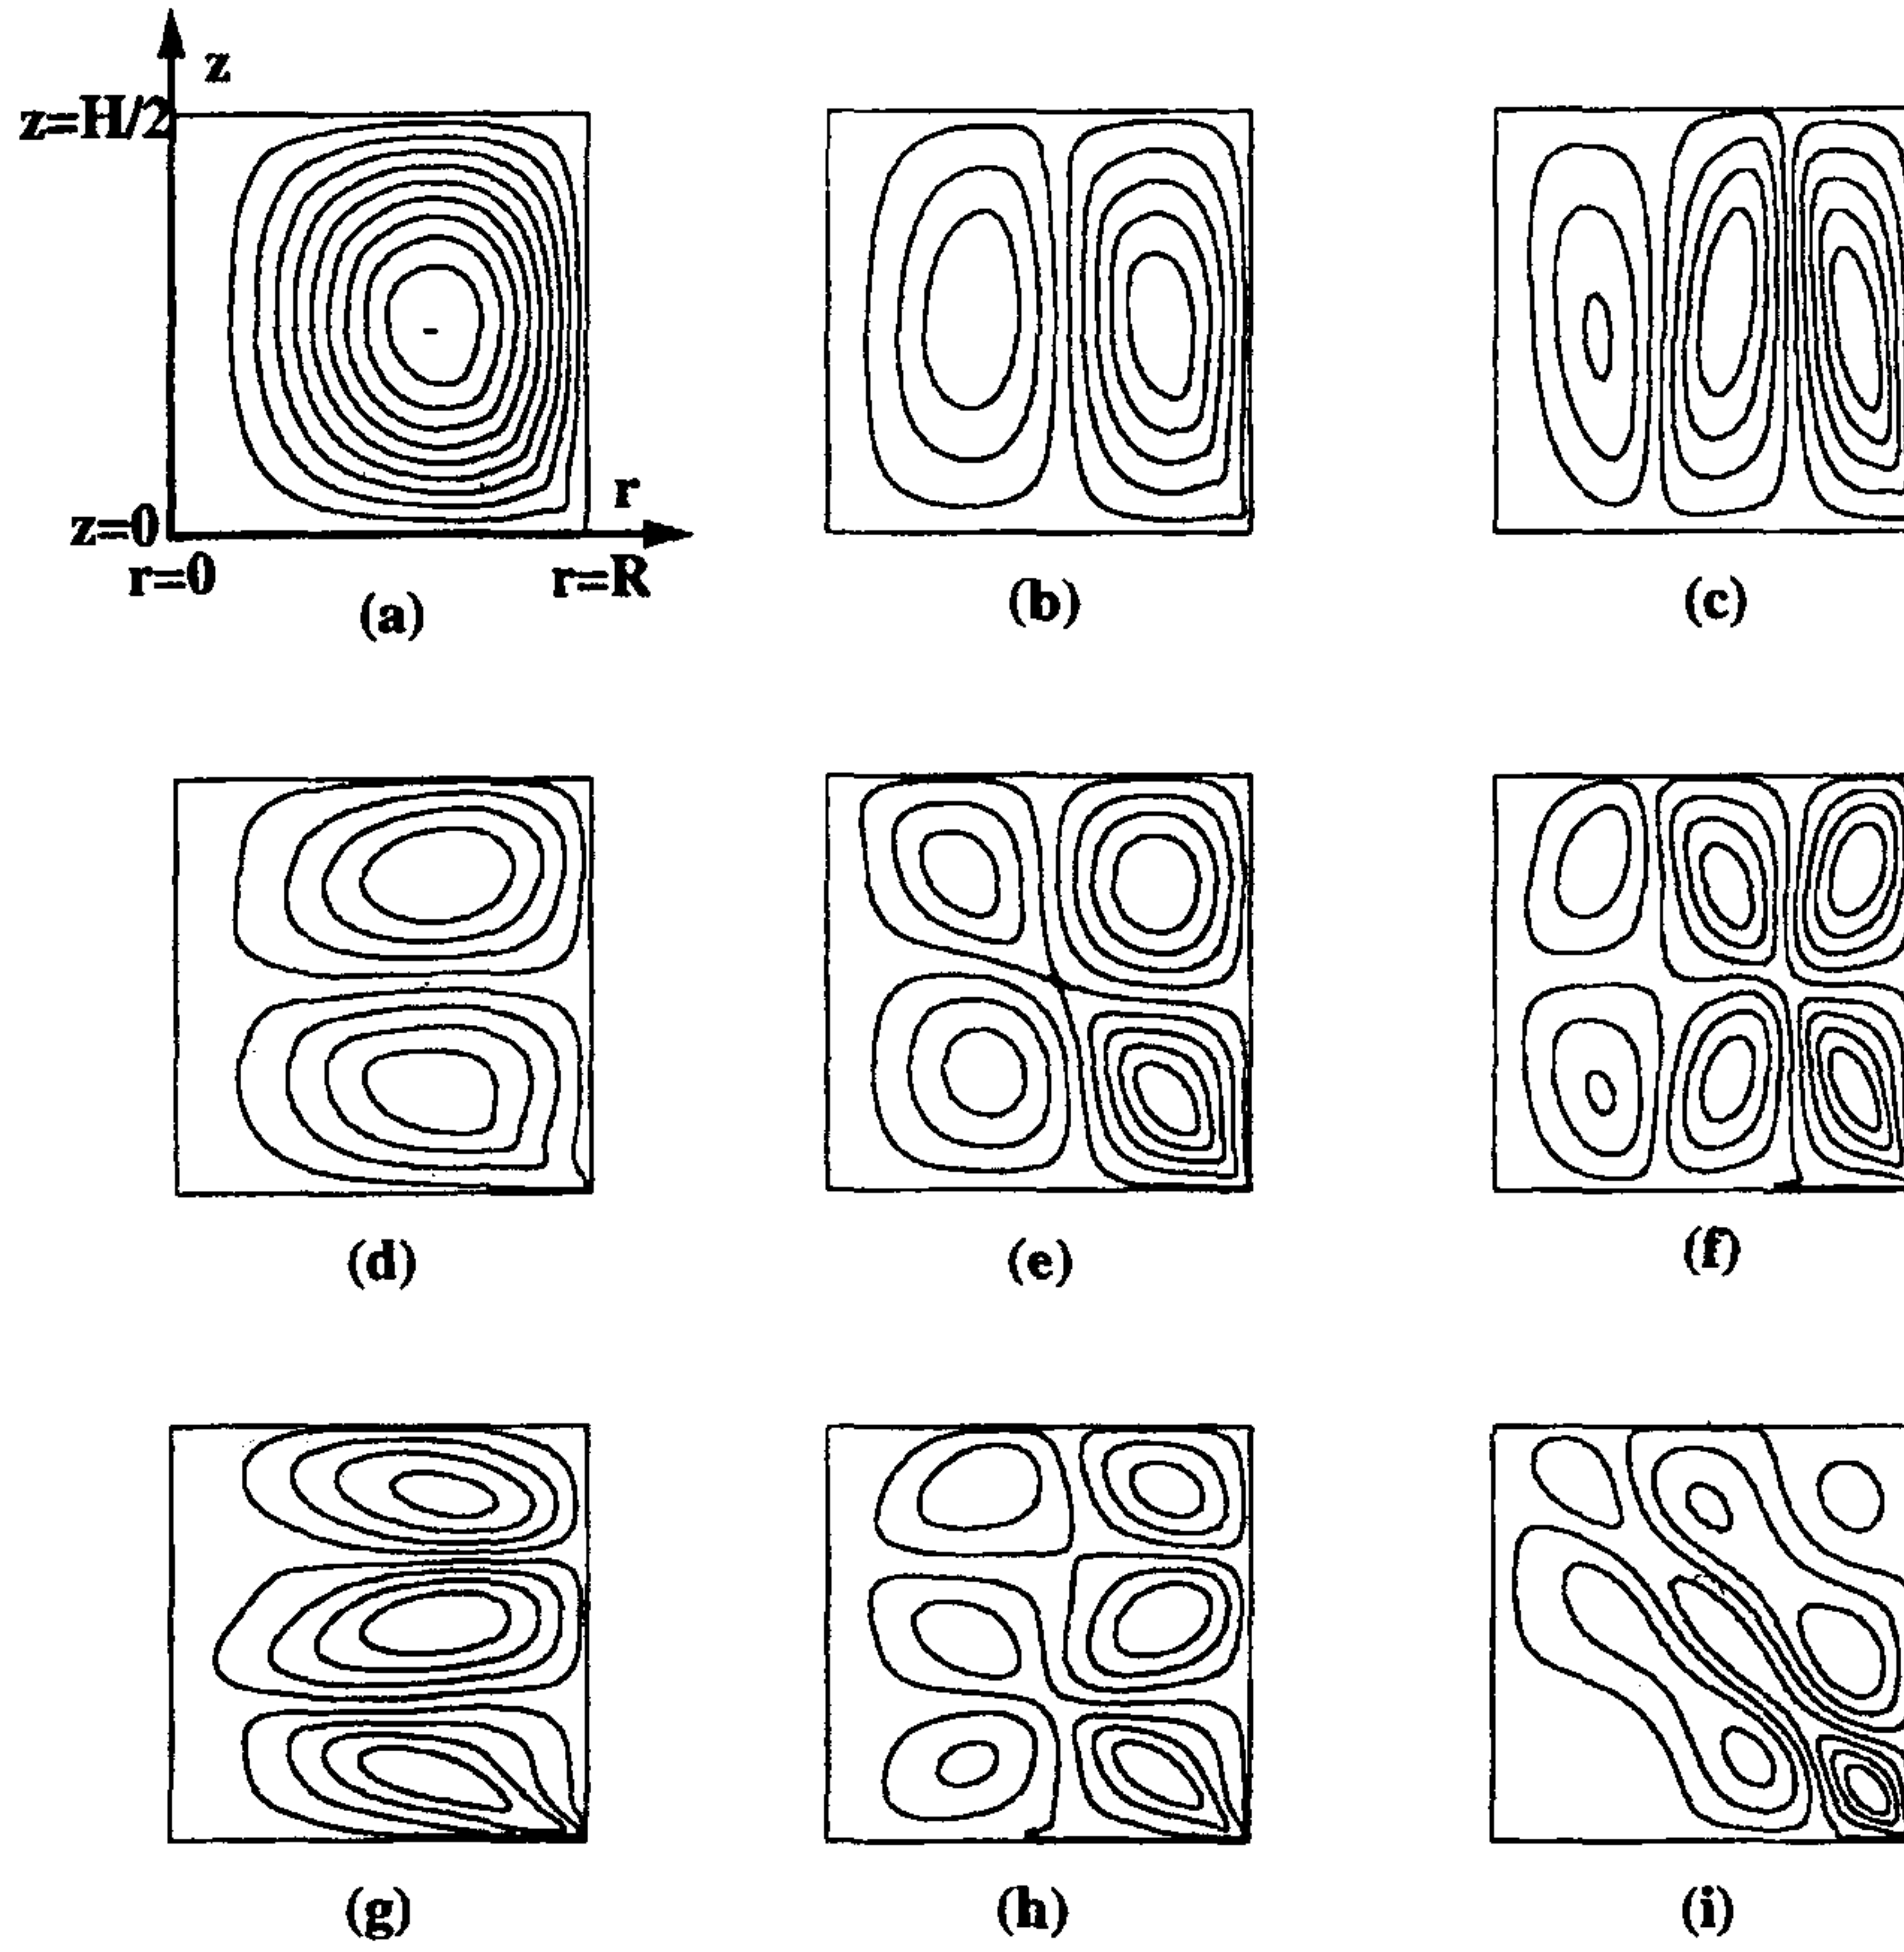 z
z=H/2
z=0
r
r=0
r=R
(a)
(b)
(c)
(d)
(e)
(f)
(g)
(h)
(i)